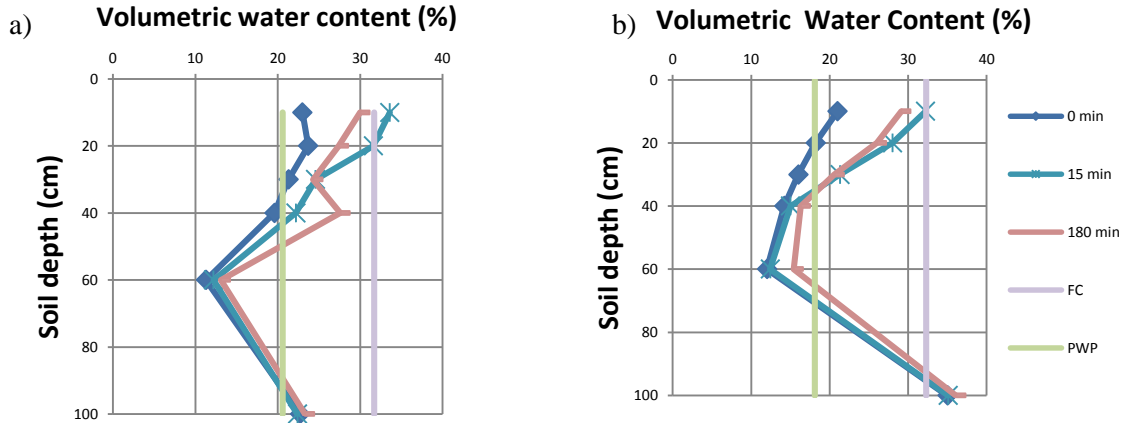 a)
Volumetric water content (%)
0 10 20 30 40
0
20
40
60
80
100
Soil depth (cm)
b)
Volumetric Water Content (%)
0 10 20 30 40
0
20
40
60
80
100
Soil depth (cm)
0 min
15 min
180 min
FC
PWP